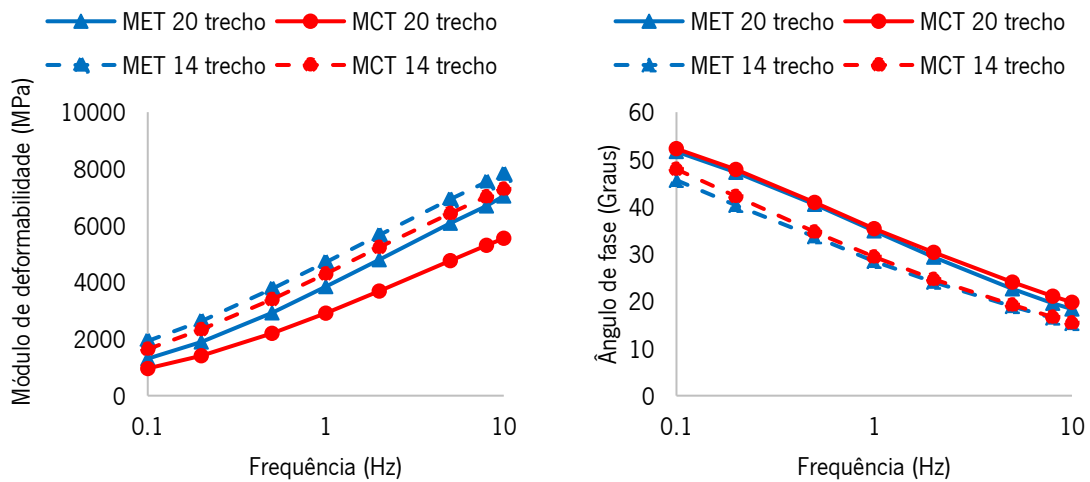 MET 20 trecho MCT 20 trecho
MET 14 trecho MCT 14 trecho
Módulo de deformabilidade (MPa)
10000
8000
6000
4000
2000
0
0.1 1 10
Frequência (Hz)
MET 20 trecho MCT 20 trecho
MET 14 trecho MCT 14 trecho
Ângulo de fase (Graus)
60
50
40
30
20
10
0
0.1 1 10
Frequência (Hz)